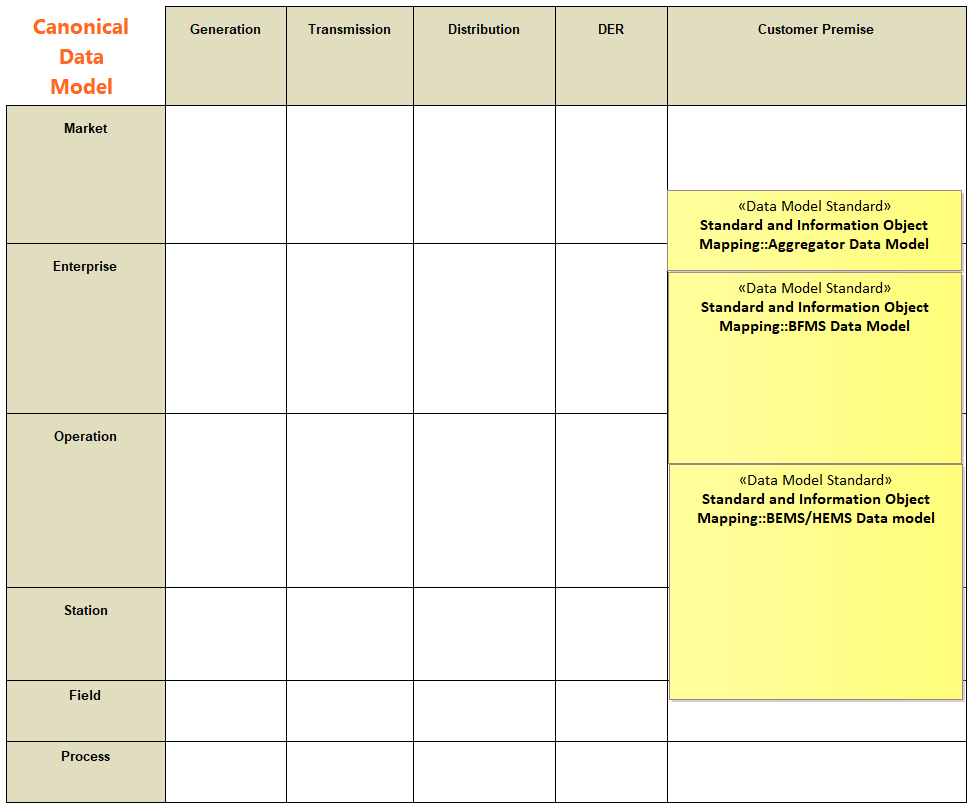 Canonical
Data
Model
Generation
Transmission
Distribution
DER
Customer Premise
Market
«Data Model Standard»
Standard and Information Object
Mapping::Aggregator Data Model
Enterprise
«Data Model Standard»
Standard and Information Object
Mapping::BFMS Data Model
Operation
«Data Model Standard»
Standard and Information Object
Mapping::BEMS/HEMS Data model
Station
Field
Process